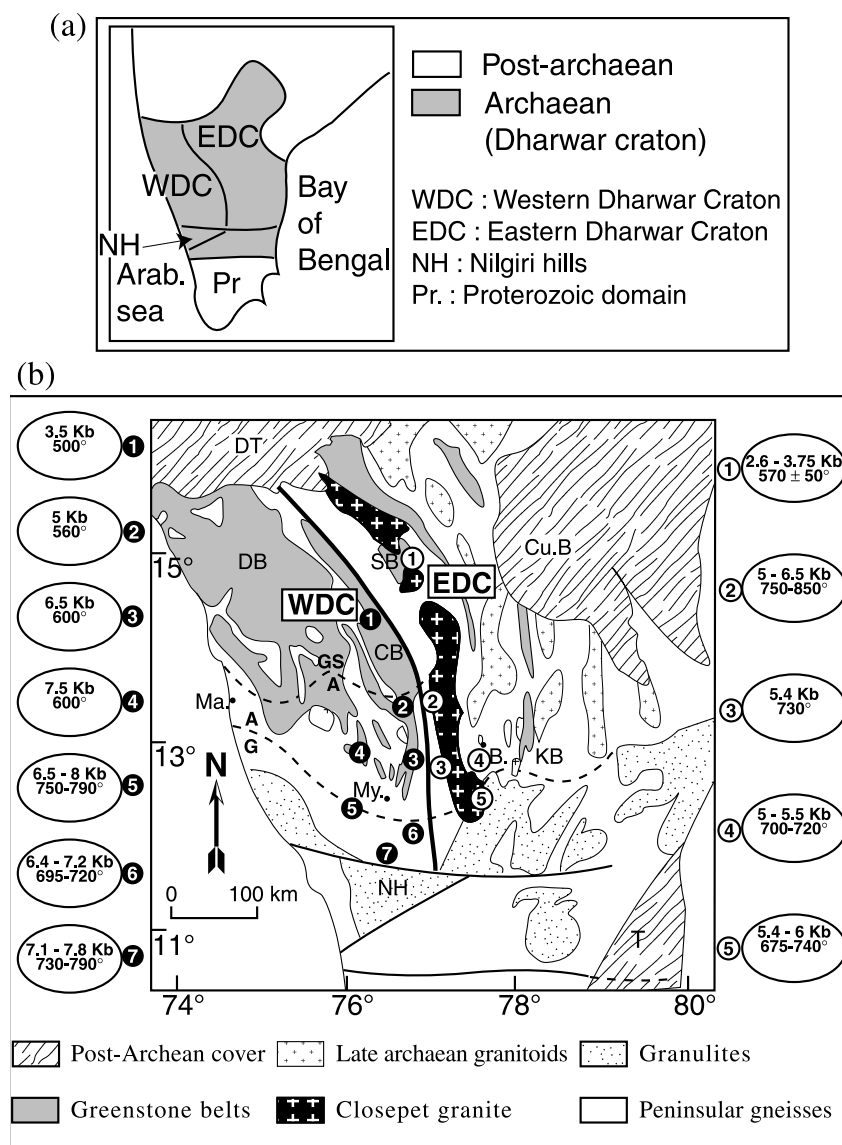 (a)
EDC
WDC
NH
Arab.
sea
Pr
Bay
of
Bengal
Post-archaean
Archaean
(Dharwar craton)
WDC : Western Dharwar Craton
EDC : Eastern Dharwar Craton
NH : Nilgiri hills
Pr. : Proterozoic domain
(b)
3.5 Kb
500°
1
5 Kb
560°
2
6.5 Kb
600°
3
7.5 Kb
600°
4
6.5 - 8 Kb
750-790°
5
6.4 - 7.2 Kb
695-720°
6
7.1 - 7.8 Kb
730-790°
7
DT
DB
SB
1
Cu.B
15°
WDC
EDC
1
CB
GS
A
Ma.
A
G
2
2
13°
4
3
3
4
B.
KB
N
My.
5
5
6
7
0 100 km
NH
11°
T
74°
76°
78°
80°
1
2.6 - 3.75 Kb
570 ± 50°
2
5 - 6.5 Kb
750-850°
3
5.4 Kb
730°
4
5 - 5.5 Kb
700-720°
5
5.4 - 6 Kb
675-740°
Post-Archean cover
Late archaean granitoids
Granulites
Greenstone belts
Closepet granite
Peninsular gneisses